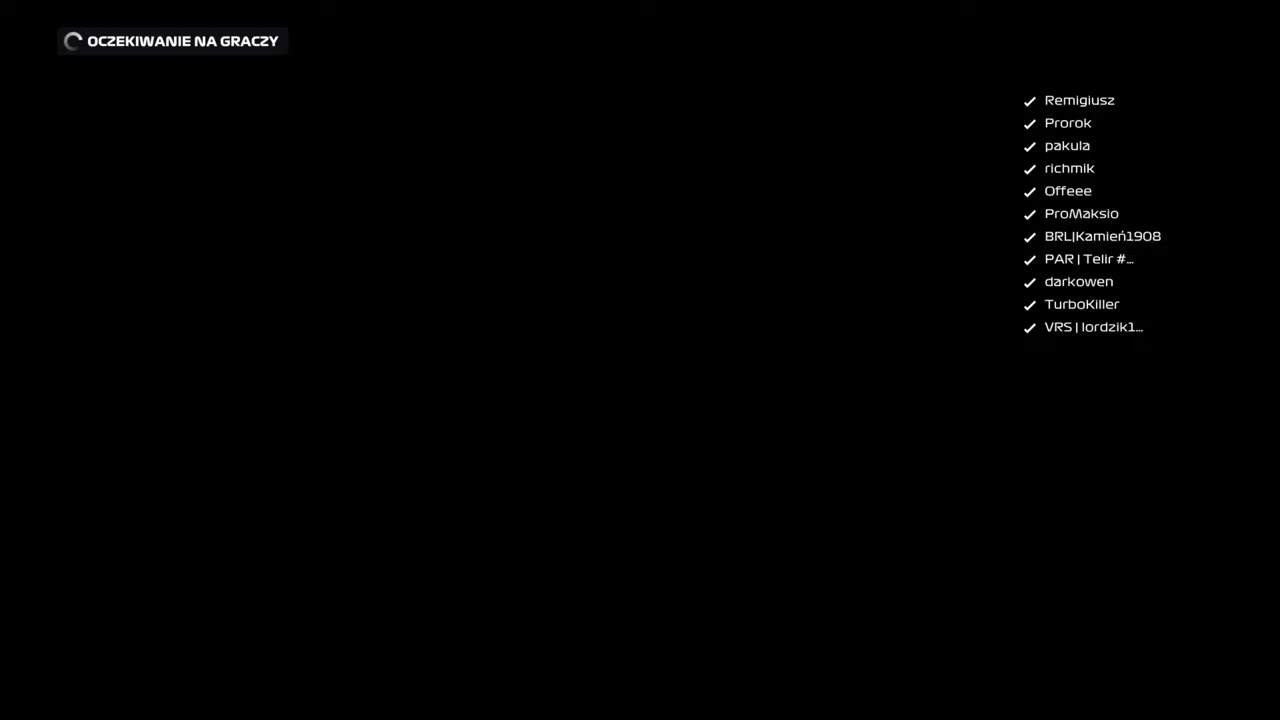 OCZEKIWANIE NA GRACZY
Remigiusz
Prorok
pakula
richmik
Offeee
ProMaksio
BRL|Kamień1908
PAR | Telir #...
darkowen
TurboKiller
VRS | lordzik1...